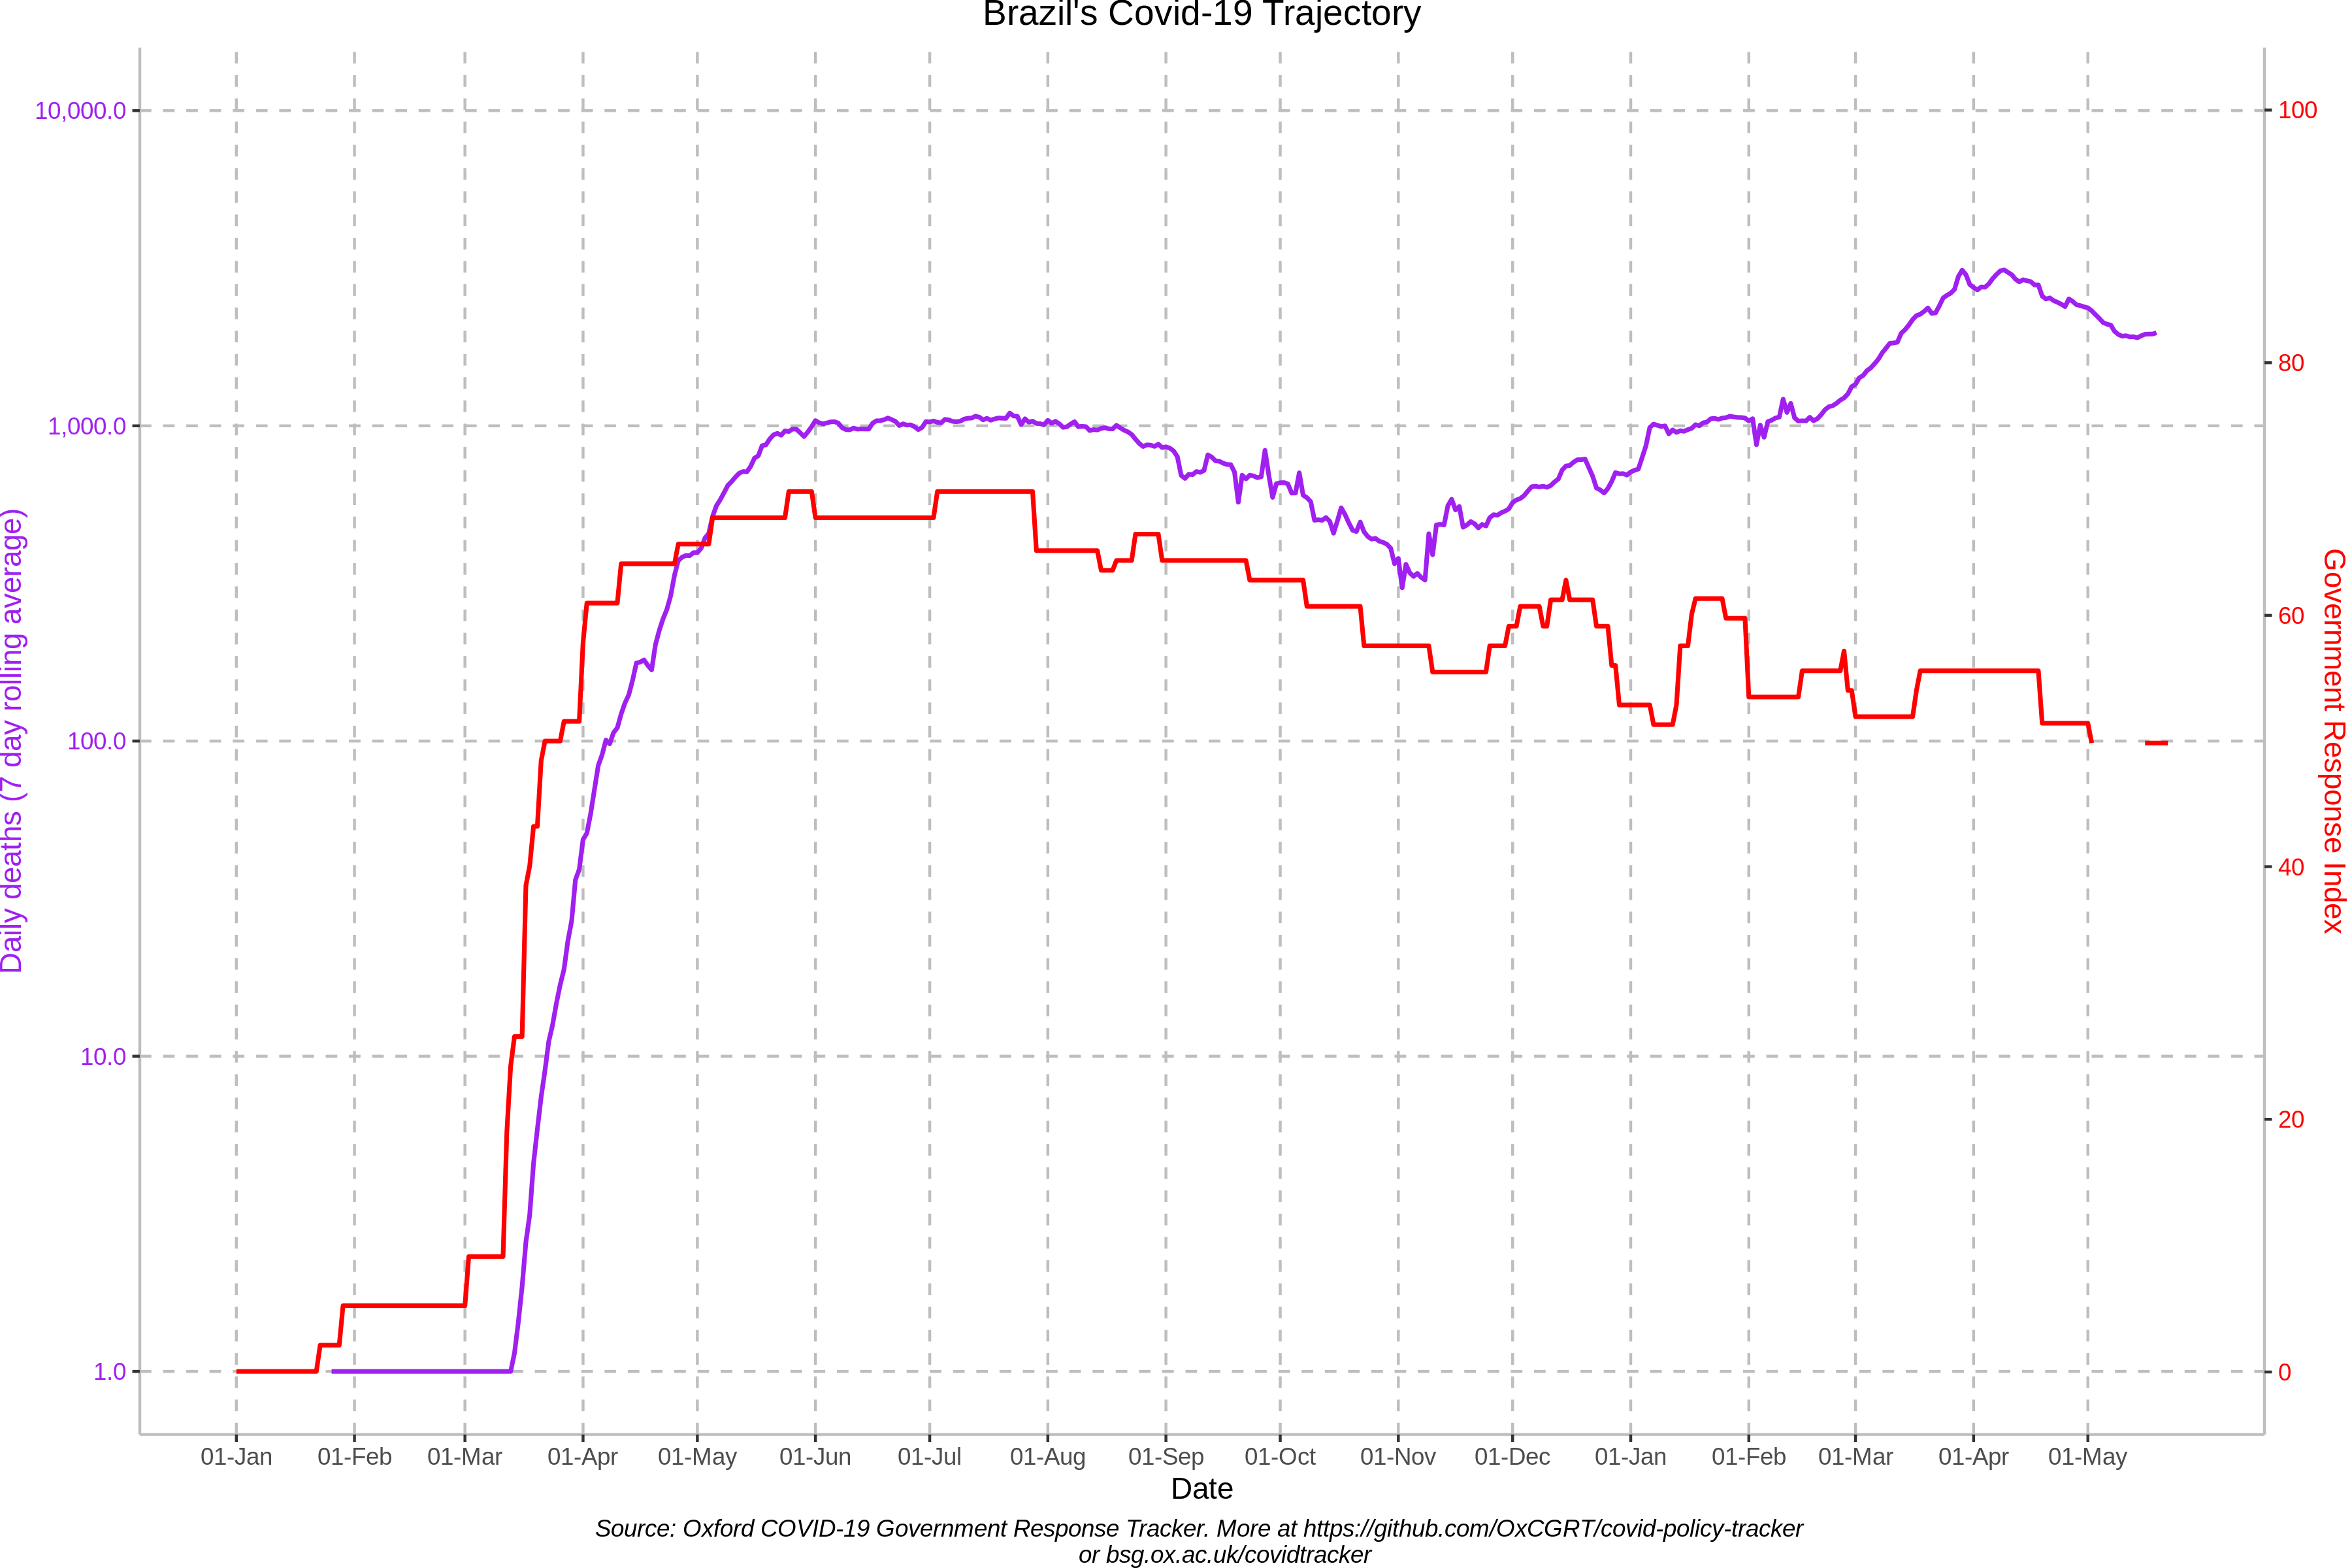 Brazil's Covid-19 Trajectory
10,000.0
1,000.0
100.0
10.0
1.0
Daily deaths (7 day rolling average)
100
80
60
40
20
0
Government Response Index
01-Jan 01-Feb 01-Mar 01-Apr 01-May 01-Jun 01-Jul 01-Aug 01-Sep 01-Oct 01-Nov 01-Dec 01-Jan 01-Feb 01-Mar 01-Apr 01-May
Date
Source: Oxford COVID-19 Government Response Tracker. More at https://github.com/OxCGRT/covid-policy-tracker
or bsg.ox.ac.uk/covidtracker